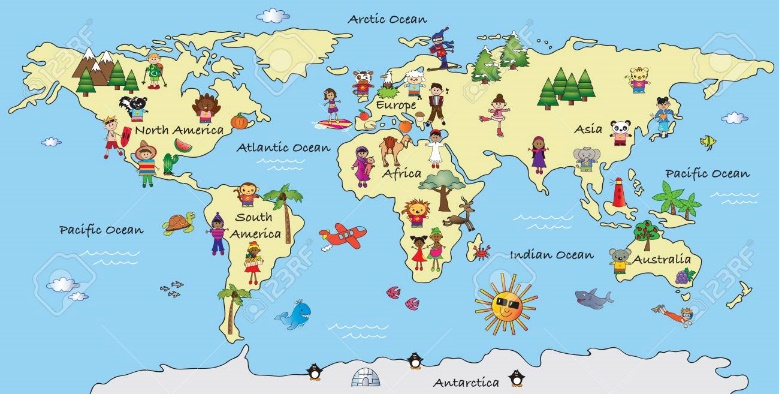 Arctic Ocean
Europe
North America
Asia
Atlantic Ocean
Africa
Pacific Ocean
South
America
Pacific Ocean
Indian Ocean
Australia
Antarctica
123RF